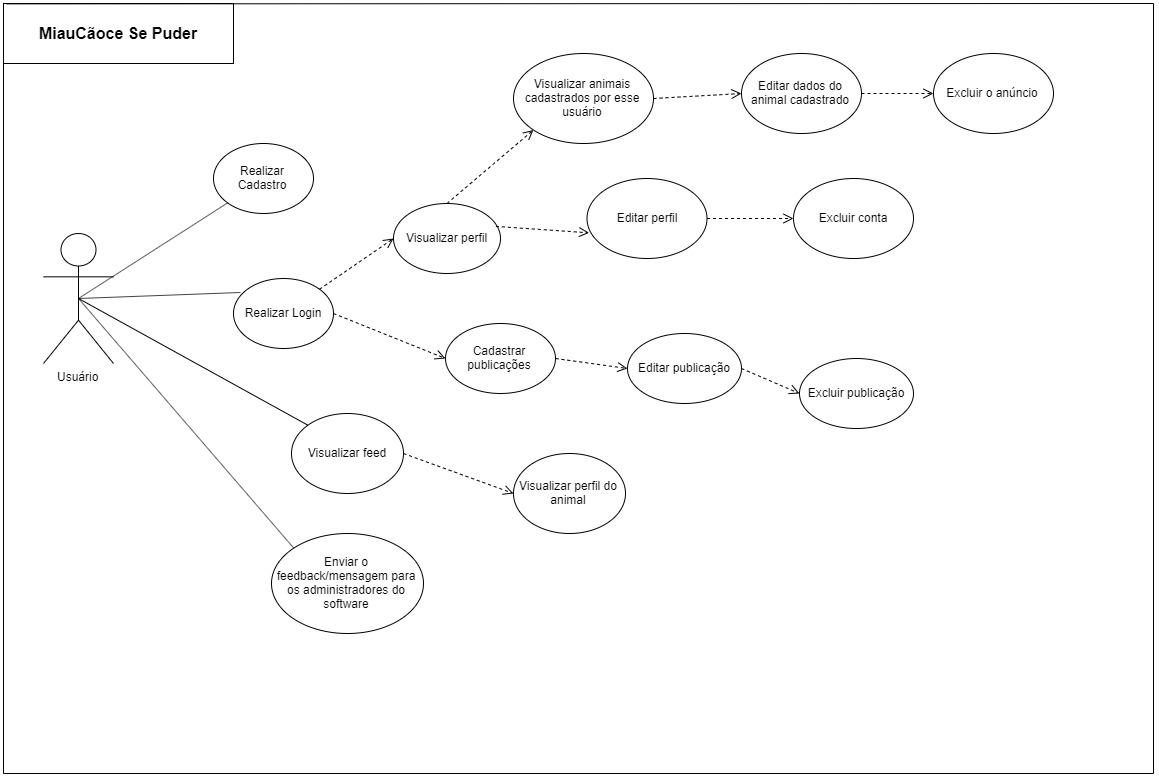 MiauCãoce Se Puder
Visualizar animais
cadastrados por esse
usuário
Editar dados do
animal cadastrado
Excluir o anúncio
Realizar
Cadastro
Visualizar perfil
Editar perfil
Excluir conta
Realizar Login
Usuário
Cadastrar
publicações
Editar publicação
Excluir publicação
Visualizar feed
Visualizar perfil do
animal
Enviar o
feedback/mensagem para
os administradores do
software